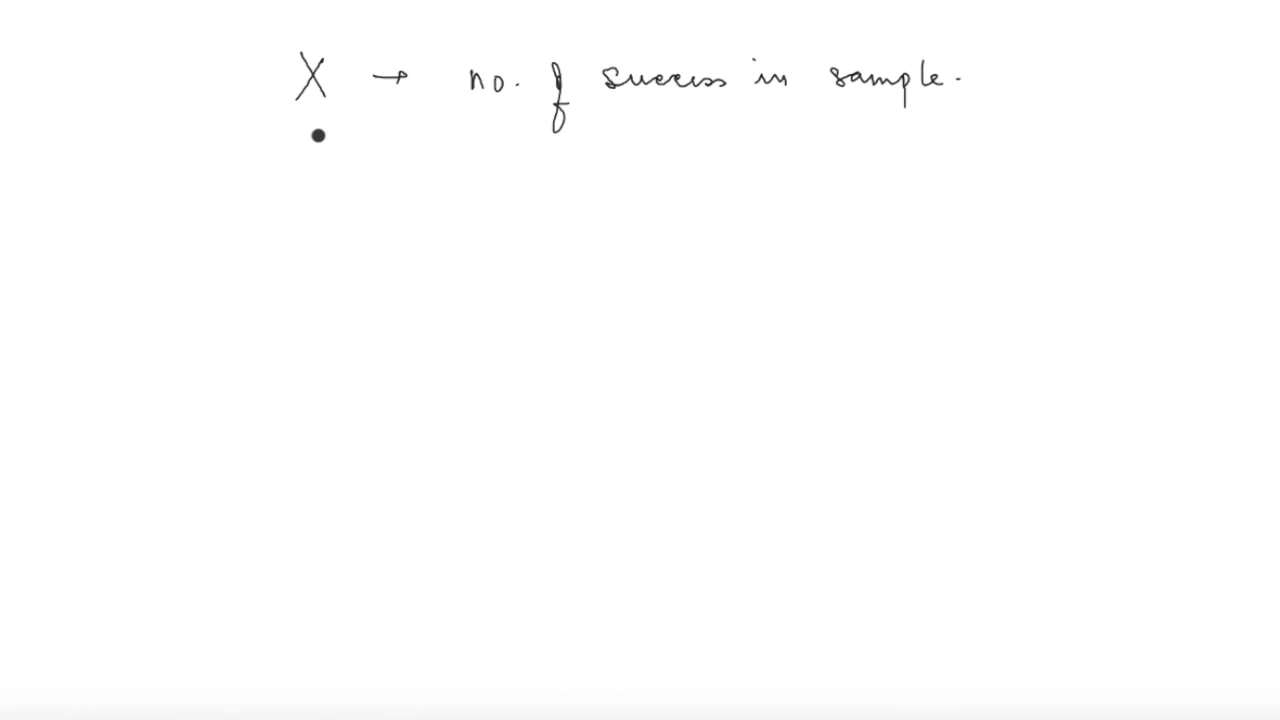 X → no. of success in sample.